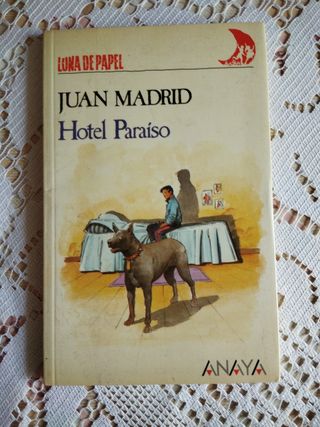 LUNA DE PAPEL
JUAN MADRID
Hotel Paraíso
ANAYA